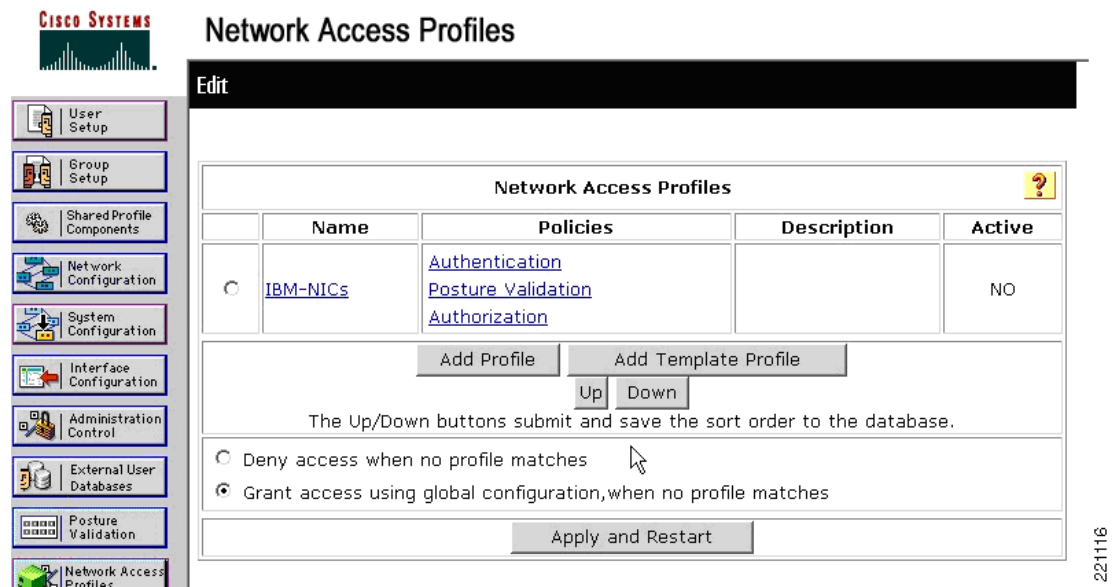 CISCO SYSTEMS
Network Access Profiles
Edit
User
Setup
Group
Setup
Shared Profile
Components
Network
Configuration
System
Configuration
Interface
Configuration
Administration
Control
External User
Databases
Posture
Validation
Network Access
Profiles
Network Access Profiles
?
Name Policies Description Active
IBM-NICs
Authentication
Posture Validation
Authorization
NO
Add Profile Add Template Profile
Up Down
The Up/Down buttons submit and save the sort order to the database.
Deny access when no profile matches
Grant access using global configuration,when no profile matches
Apply and Restart
221116